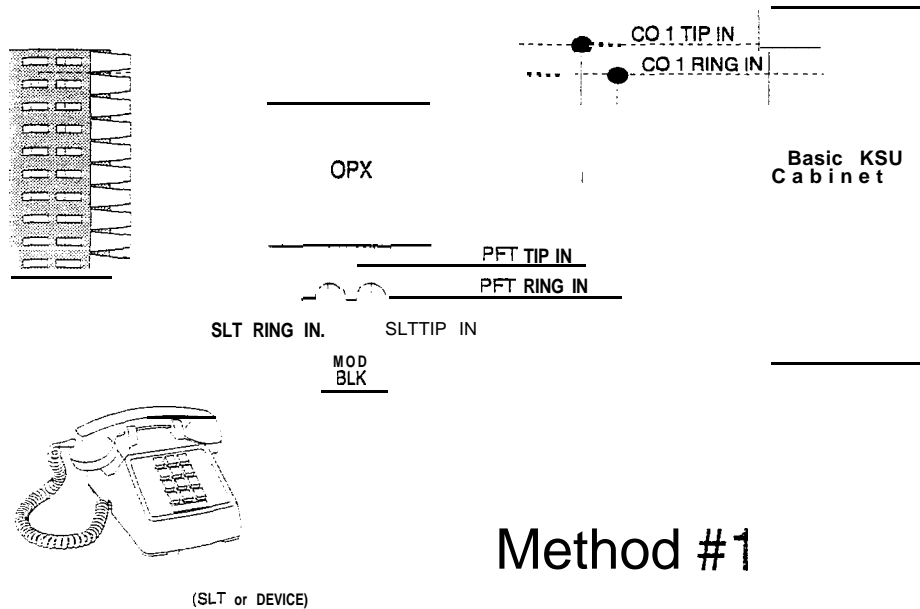 CO 1 TIP IN
CO 1 RING IN
OPX
Basic KSU
Cabinet
PFT TIP IN
PFT RING IN
SLT RING IN.
SLTTIP IN
MOD
BLK
Method #1
(SLT or DEVICE)